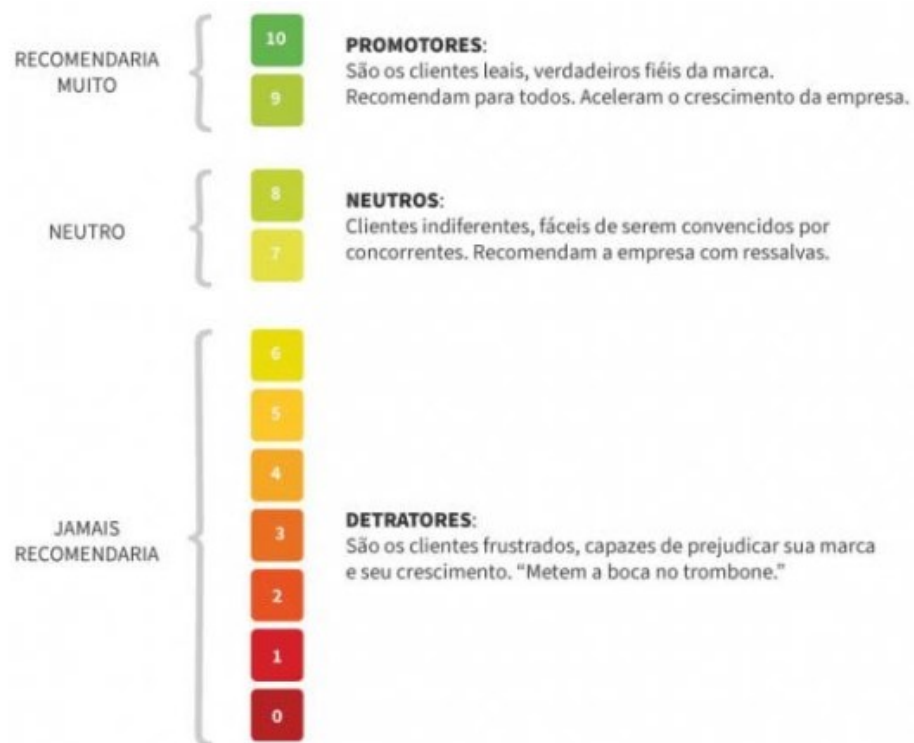 RECOMENDARIA
MUITO
10
9
PROMOTORES:
São os clientes leais, verdadeiros fiéis da marca.
Recomendam para todos. Aceleram o crescimento da empresa.
NEUTRO
8
7
NEUTROS:
Clientes indiferentes, fáceis de serem convencidos por
concorrentes. Recomendam a empresa com ressalvas.
JAMAIS
RECOMENDARIA
6
5
4
3
2
1
0
DETRATORES:
São os clientes frustrados, capazes de prejudicar sua marca
e seu crescimento. “Metem a boca no trombone.”